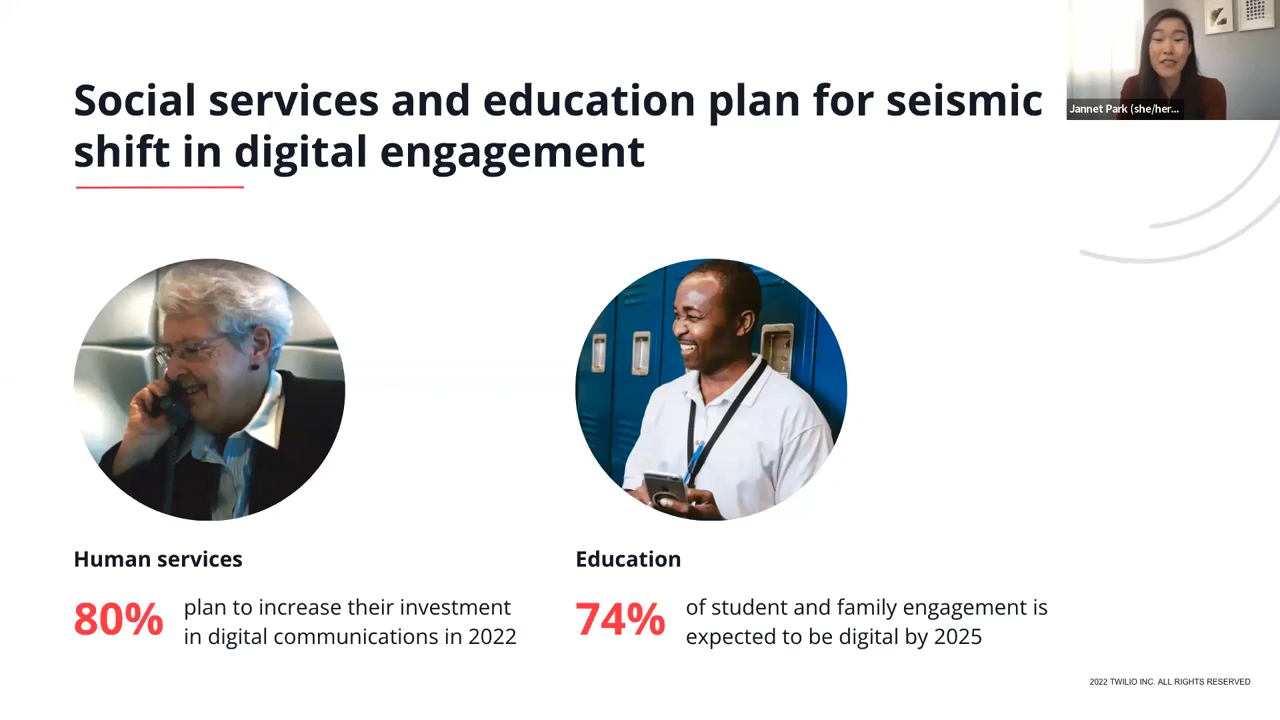 Social services and education plan for seismic
shift in digital engagement
Jannet Park (she/her...
Human services
80%
plan to increase their investment
in digital communications in 2022
Education
74%
of student and family engagement is
expected to be digital by 2025
2022 TWILIO INC. ALL RIGHTS RESERVED